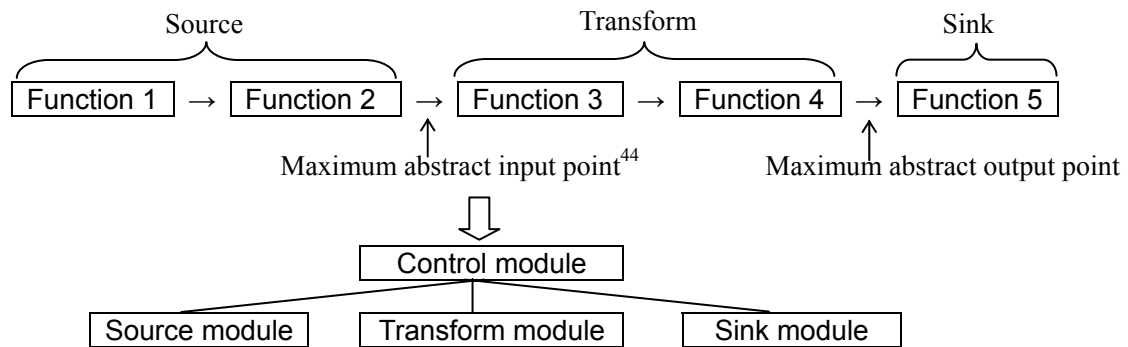 Source Transform Sink
Function 1 → Function 2 → Function 3 → Function 4 → Function 5
Maximum abstract input point44 Maximum abstract output point
Control module
Source module Transform module Sink module